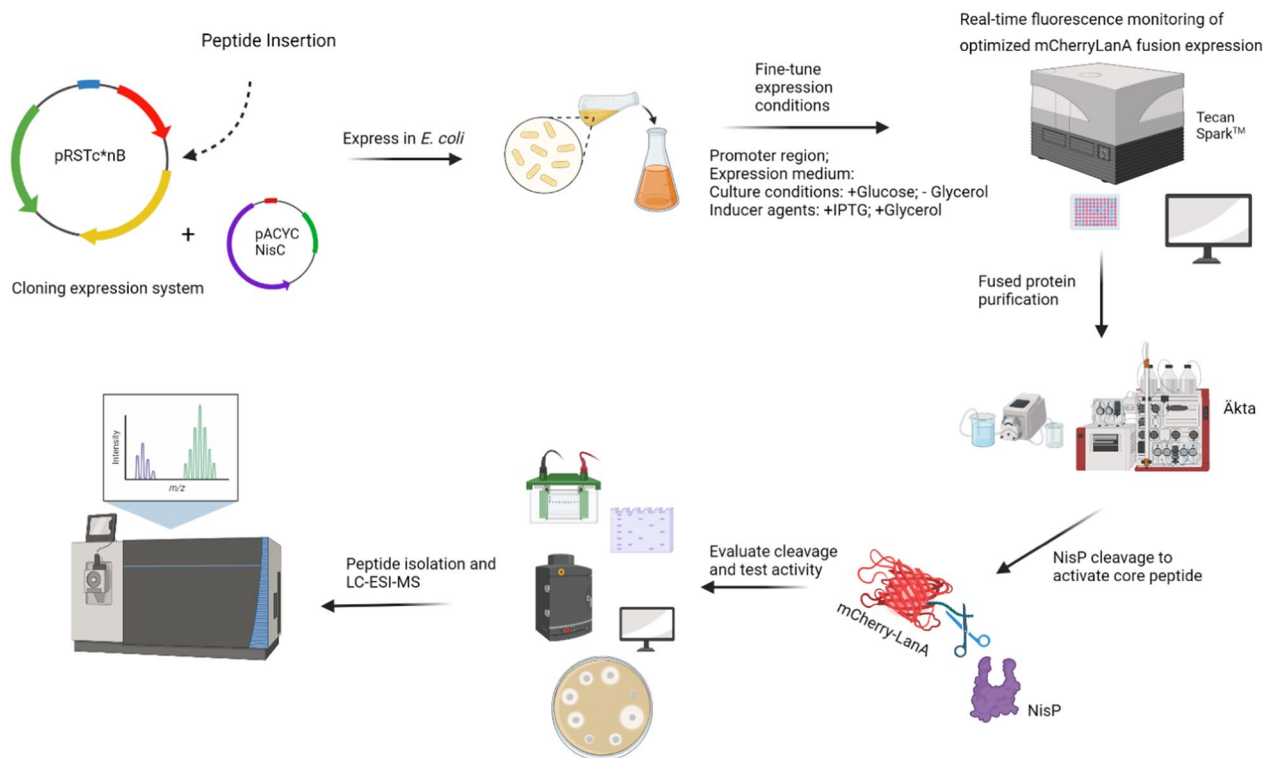 Peptide Insertion
pRSTc*nB
+
pACYC
NisC
Cloning expression system
Express in E. coli
Fine-tune
expression
conditions
Promoter region;
Expression medium:
Culture conditions: +Glucose; - Glycerol
Inducer agents: +IPTG; +Glycerol
Real-time fluorescence monitoring of
optimized mCherryLanA fusion expression
Tecan
Spark™
Fused protein
purification
Äkta
NisP cleavage to
activate core peptide
mCherry-LanA
NisP
Evaluate cleavage
and test activity
Peptide isolation and
LC-ESI-MS
Intensity
m/z